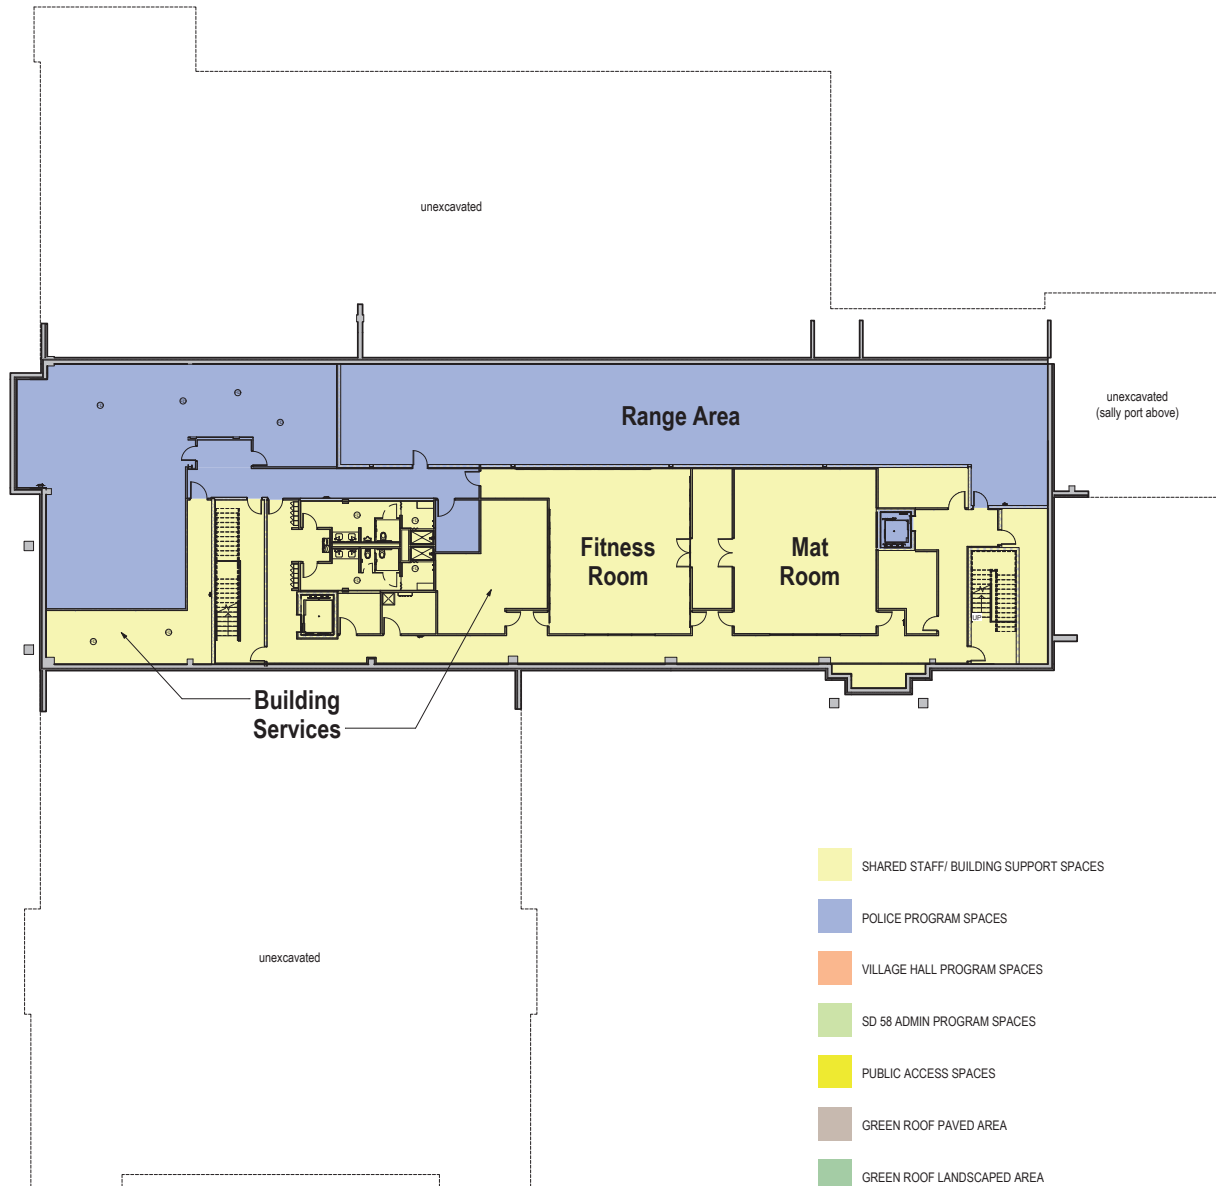 unexcavated
unexcavated
(sally port above)
Range Area
Fitness
Room
Mat
Room
UP
Building
Services
SHARED STAFF/ BUILDING SUPPORT SPACES
POLICE PROGRAM SPACES
unexcavated
VILLAGE HALL PROGRAM SPACES
SD 58 ADMIN PROGRAM SPACES
PUBLIC ACCESS SPACES
GREEN ROOF PAVED AREA
GREEN ROOF LANDSCAPED AREA